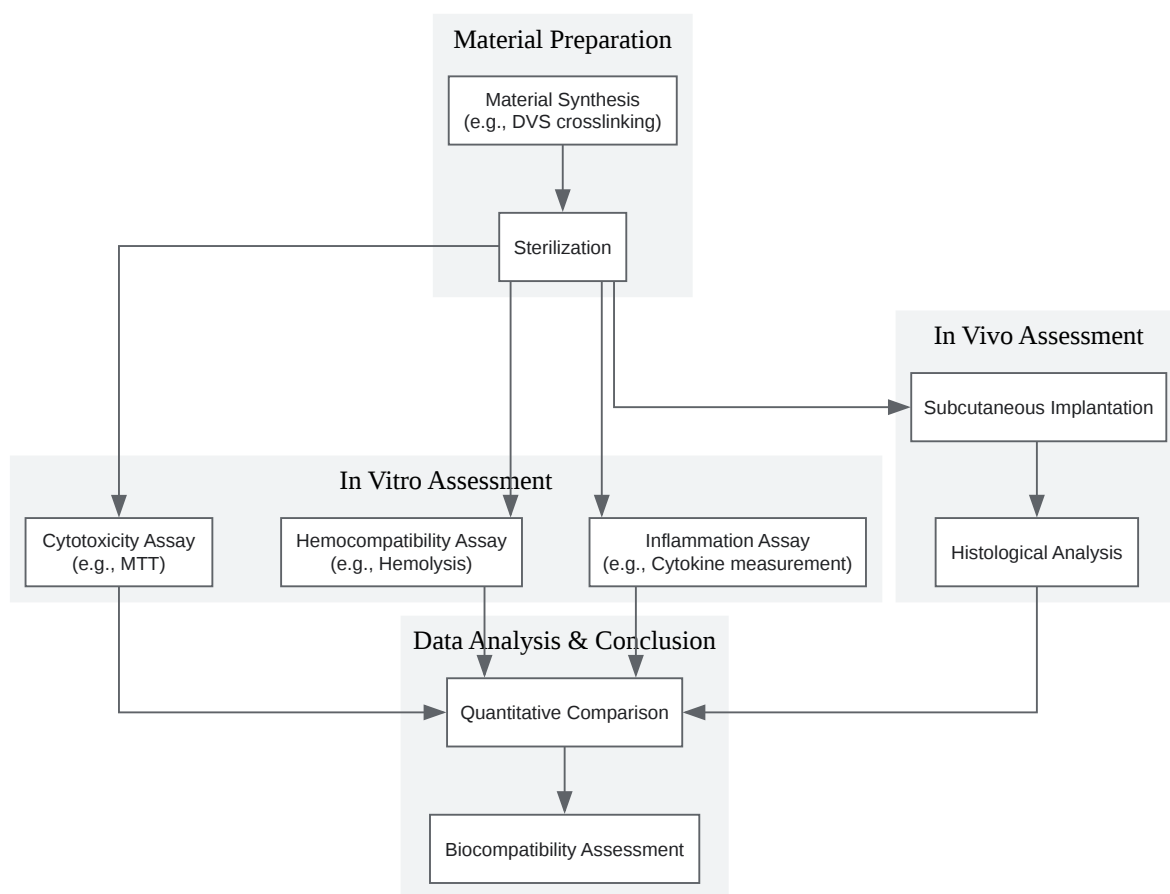 Material Preparation
Material Synthesis
(e.g., DVS crosslinking)
Sterilization
In Vivo Assessment
Subcutaneous Implantation
Histological Analysis
In Vitro Assessment
Cytotoxicity Assay
(e.g., MTT)
Hemocompatibility Assay
(e.g., Hemolysis)
Inflammation Assay
(e.g., Cytokine measurement)
Data Analysis & Conclusion
Quantitative Comparison
Biocompatibility Assessment